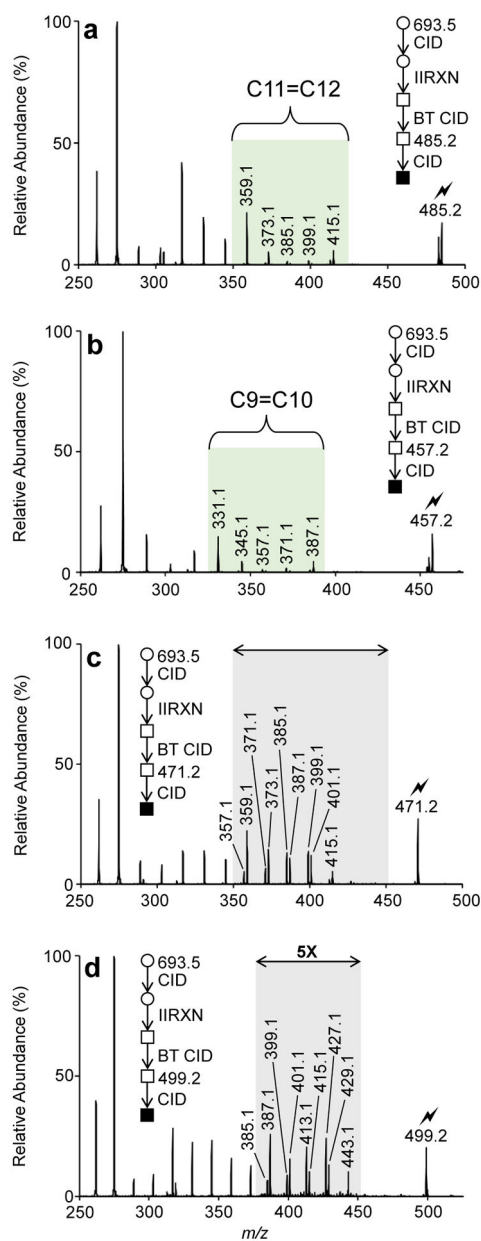 a
Relative Abundance (%)
100
50
0
C11=C12
359.1
373.1
385.1
399.1
415.1
485.2
693.5
CID
IIRXN
BT CID
485.2
CID
250 300 350 400 450 500
b
Relative Abundance (%)
100
50
0
C9=C10
331.1
345.1
357.1
371.1
387.1
457.2
693.5
CID
IIRXN
BT CID
457.2
CID
250 300 350 400 450
c
Relative Abundance (%)
100
50
0
693.5
CID
IIRXN
BT CID
471.2
CID
357.1
359.1
371.1
373.1
385.1
387.1
399.1
401.1
415.1
471.2
250 300 350 400 450 500
d
Relative Abundance (%)
100
50
0
693.5
CID
IIRXN
BT CID
499.2
CID
5X
385.1
387.1
399.1
401.1
413.1
415.1
427.1
429.1
443.1
499.2
250 300 350 400 450 500
m/z